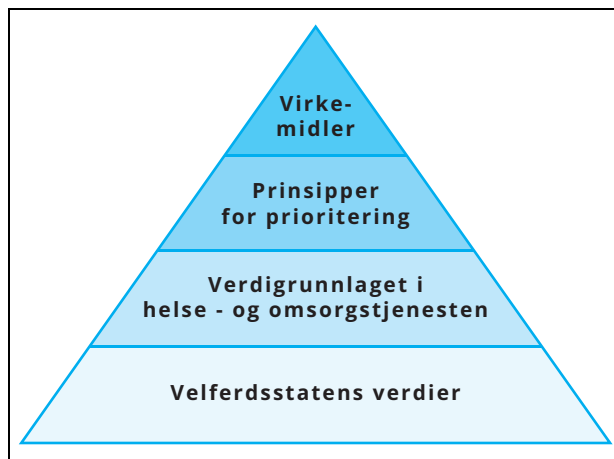 Virke-
midler
Prinsipper
for prioritering
Verdigrunnlaget i
helse - og omsorgstjenesten
Velferdsstatens verdier